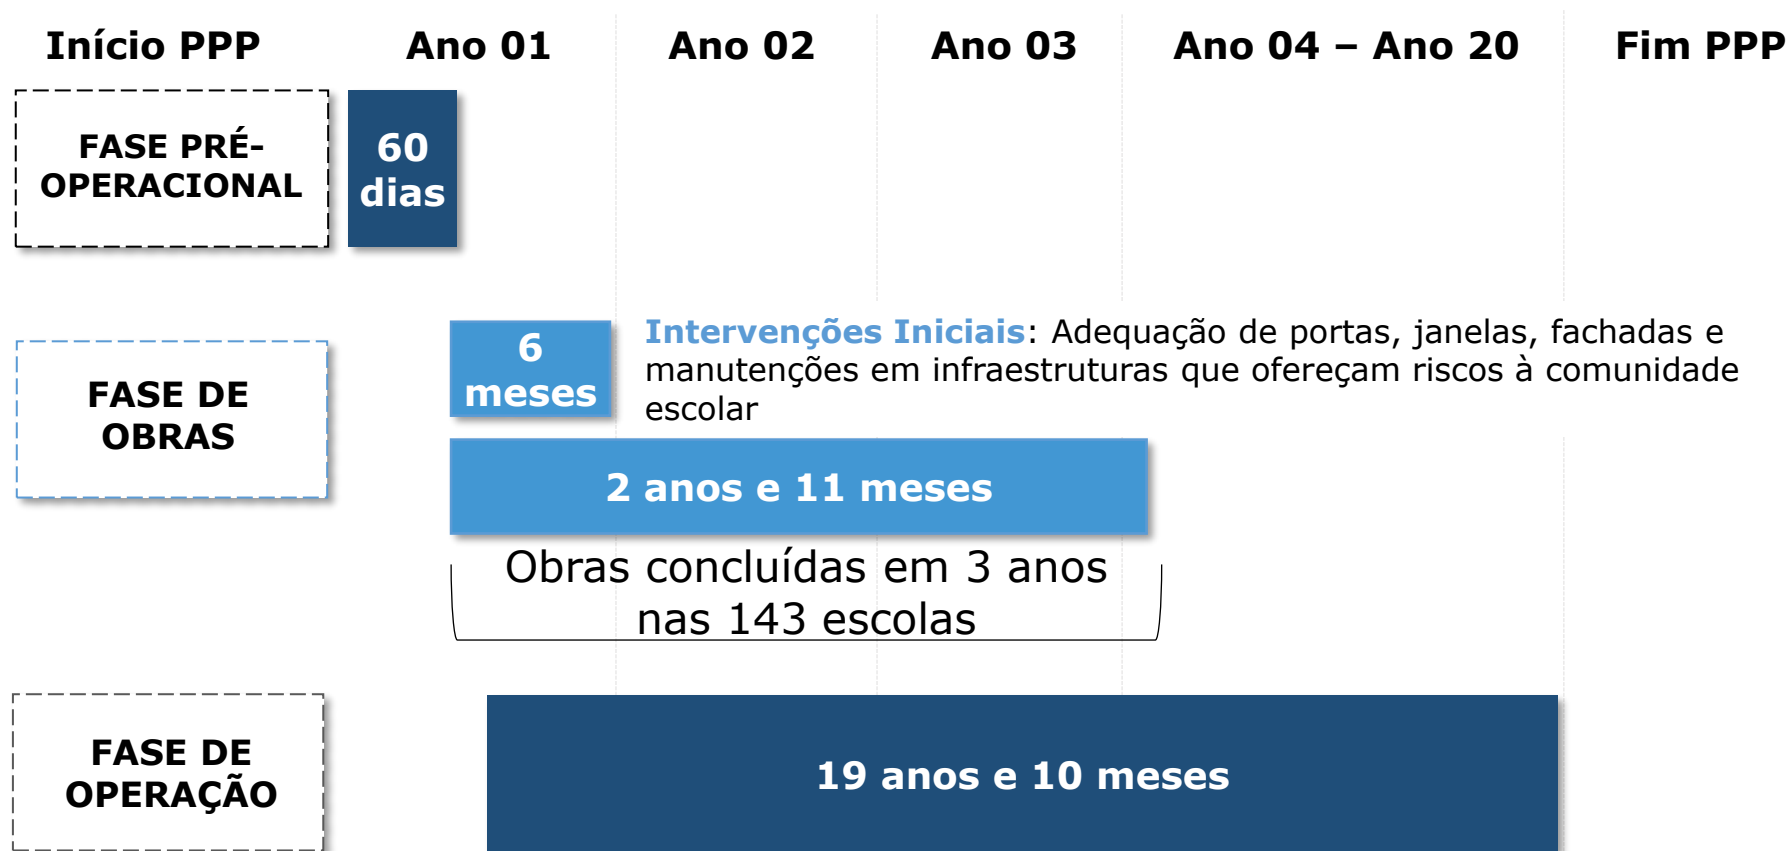 Início PPP
Ano 01
Ano 02
Ano 03
Ano 04 – Ano 20
Fim PPP
FASE PRÉ-
OPERACIONAL
60
dias
FASE DE
OBRAS
6
meses
Intervenções Iniciais: Adequação de portas, janelas, fachadas e
manutenções em infraestruturas que ofereçam riscos à comunidade
escolar
2 anos e 11 meses
Obras concluídas em 3 anos
nas 143 escolas
FASE DE
OPERAÇÃO
19 anos e 10 meses